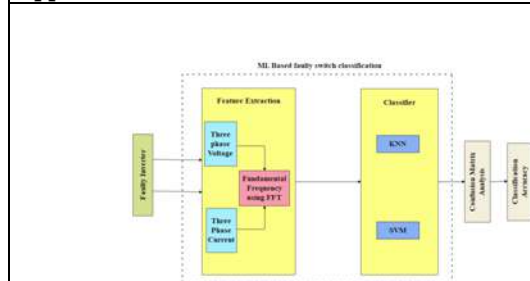 ML Based faulty switch classification
Feature Extraction
Classifier
Faulty Inverter
Three
phase
Voltage
Fundamental
Frequency
using FFT
Three
Phase
Current
KNN
SVM
Confusion Matrix
Analysis
Classification
Accuracy